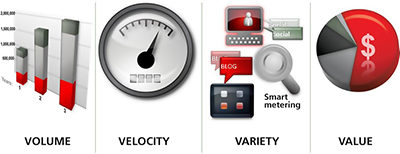 2,000,000
1,500,000
1,000,000
500,000
1
2
3
social
BLOG
Smart
metering
$
VOLUME
VELOCITY
VARIETY
VALUE